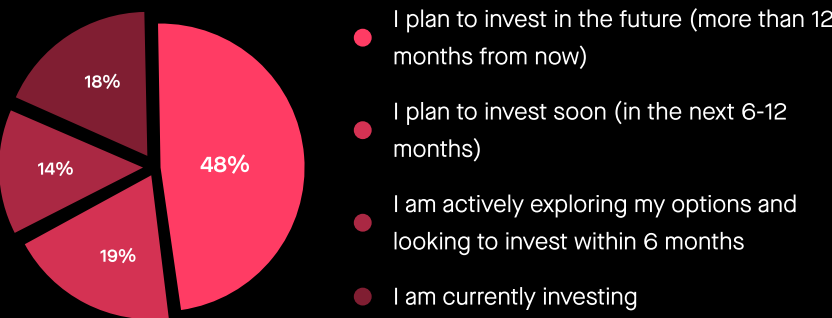 18%
48%
14%
19%
I plan to invest in the future (more than 12
months from now)
I plan to invest soon (in the next 6-12
months)
I am actively exploring my options and
looking to invest within 6 months
I am currently investing